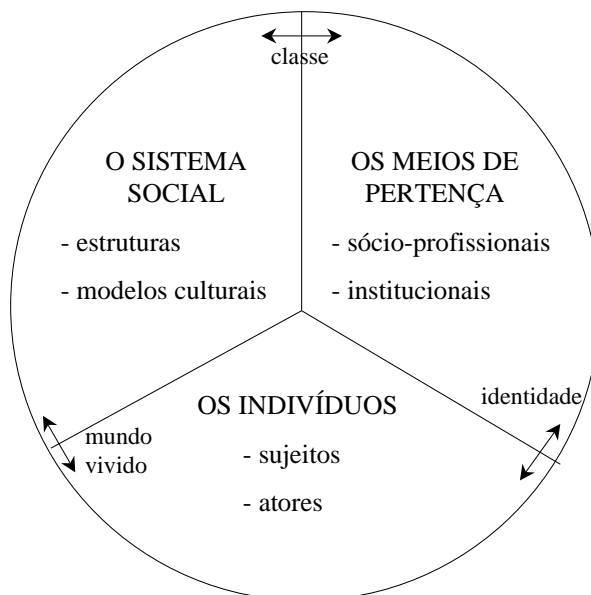 classe
O SISTEMA
SOCIAL
- estruturas
- modelos culturais
OS MEIOS DE
PERTENÇA
- sócio-profissionais
- institucionais
OS INDIVÍDUOS
- sujeitos
- atores
mundo
vivido
identidade